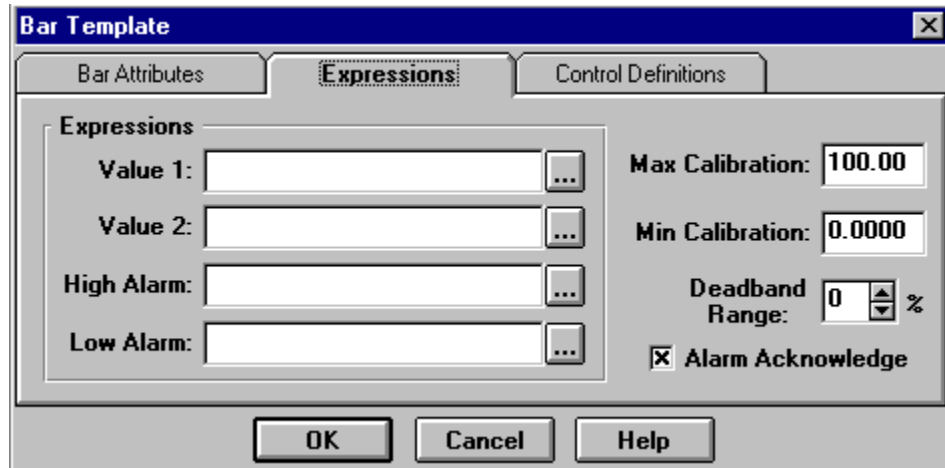 Bar Template
Bar Attributes
Expressions
Control Definitions
Expressions
Value 1:
...
Value 2:
...
High Alarm:
...
Low Alarm:
...
Max Calibration: 100.00
Min Calibration: 0.0000
Deadband
Range: 0 %
Alarm Acknowledge
OK
Cancel
Help